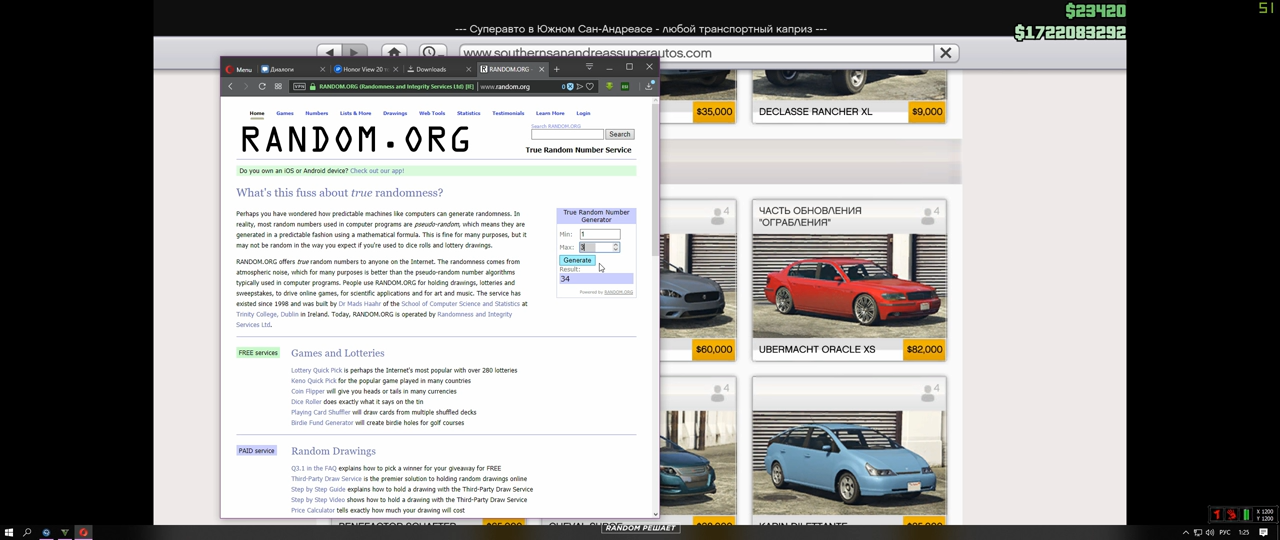 $23420
51
--- Суперавто в Южном Сан-Андреасе - любой транспортный каприз ---
$1722083292
www.southernsanandreassuperautos.com
Menu
Диалоги
Honor View 20 т
Downloads
RANDOM.ORG
VPN
RANDOM.ORG (Randomness and Integrity Services Ltd) [IE]
www.random.org
0
Home Games Numbers Lists & More Drawings Web Tools Statistics Testimonials Learn More Login
RANDOM.ORG
Search RANDOM.ORG
Search
True Random Number Service
Do you own an iOS or Android device? Check out our app!
What's this fuss about true randomness?
Perhaps you have wondered how predictable machines like computers can generate randomness. In
reality, most random numbers used in computer programs are pseudo-random, which means they are
generated in a predictable fashion using a mathematical formula. This is fine for many purposes, but it
may not be random in the way you expect if you're used to dice rolls and lottery drawings.
RANDOM.ORG offers true random numbers to anyone on the Internet. The randomness comes from
atmospheric noise, which for many purposes is better than the pseudo-random number algorithms
typically used in computer programs. People use RANDOM.ORG for holding drawings, lotteries and
sweepstakes, to drive online games, for scientific applications and for art and music. The service has
existed since 1998 and was built by Dr Mads Haahr of the School of Computer Science and Statistics at
Trinity College, Dublin in Ireland. Today, RANDOM.ORG is operated by Randomness and Integrity
Services Ltd.
True Random Number
Generator
Min: 1
Max: 3
Generate
Result:
34
Powered by RANDOM.ORG
FREE services
Games and Lotteries
Lottery Quick Pick is perhaps the Internet's most popular with over 280 lotteries
Keno Quick Pick for the popular game played in many countries
Coin Flipper will give you heads or tails in many currencies
Dice Roller does exactly what it says on the tin
Playing Card Shuffler will draw cards from multiple shuffled decks
Birdie Fund Generator will create birdie holes for golf courses
PAID service
Random Drawings
Q3.1 in the FAQ explains how to pick a winner for your giveaway for FREE
Third-Party Draw Service is the premier solution to holding random drawings online
Step by Step Guide explains how to hold a drawing with the Third-Party Draw Service
Step by Step Video shows how to hold a drawing with the Third-Party Draw Service
Price Calculator tells exactly how much your drawing will cost
$35,000
DECLASSE RANCHER XL
$9,000
4
ЧАСТЬ ОБНОВЛЕНИЯ
"ОГРАБЛЕНИЯ"
4
$60,000
UBERMACHT ORACLE XS
$82,000
4
4
KARIN DILETTANTE
RANDOM РЕШАЕТ
X 1200
Y 1200
РУС
1:25